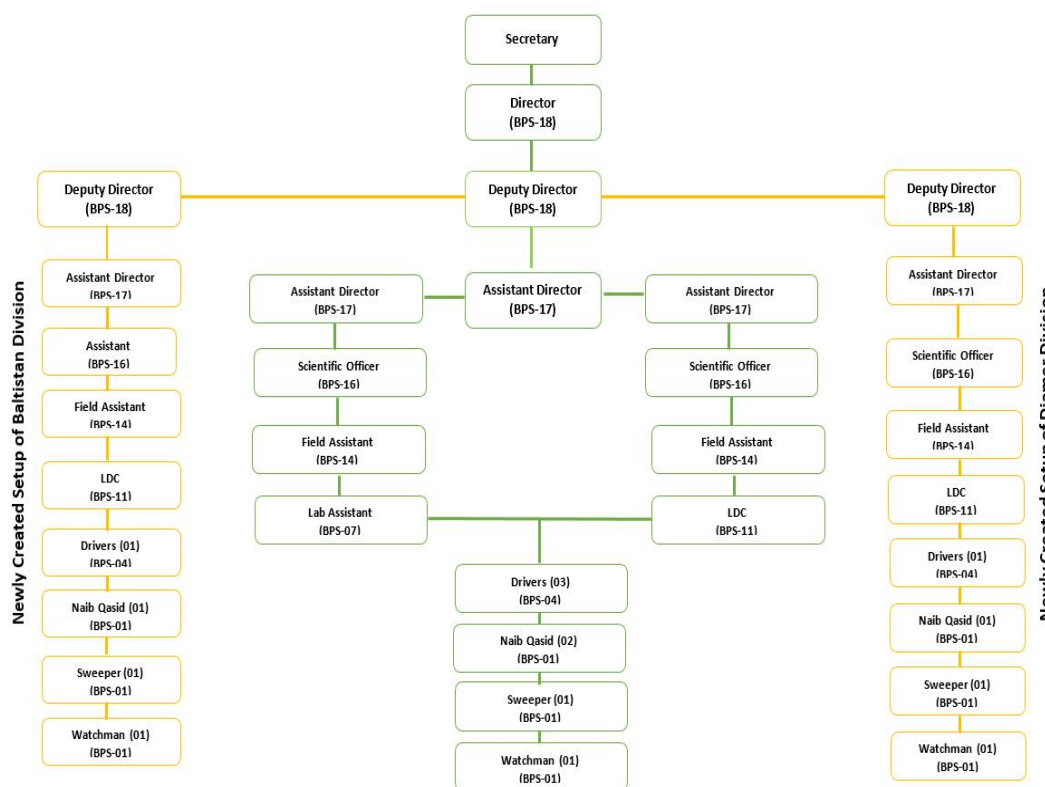 Secretary
Director
(BPS-18)
Deputy Director
(BPS-18)
Deputy Director
(BPS-18)
Deputy Director
(BPS-18)
Newly Created Setup of Baltistan Division
Assistant Director
(BPS-17)
Assistant
(BPS-16)
Field Assistant
(BPS-14)
LDC
(BPS-11)
Drivers (01)
(BPS-04)
Naib Qasid (01)
(BPS-01)
Sweeper (01)
(BPS-01)
Watchman (01)
(BPS-01)
Assistant Director
(BPS-17)
Assistant Director
(BPS-17)
Assistant Director
(BPS-17)
Scientific Officer
(BPS-16)
Scientific Officer
(BPS-16)
Field Assistant
(BPS-14)
Field Assistant
(BPS-14)
Lab Assistant
(BPS-07)
LDC
(BPS-11)
Drivers (03)
(BPS-04)
Naib Qasid (02)
(BPS-01)
Sweeper (01)
(BPS-01)
Watchman (01)
(BPS-01)
Assistant Director
(BPS-17)
Scientific Officer
(BPS-16)
Field Assistant
(BPS-14)
LDC
(BPS-11)
Drivers (01)
(BPS-04)
Naib Qasid (01)
(BPS-01)
Sweeper (01)
(BPS-01)
Watchman (01)
(BPS-01)
Newly Created Setup of Diamer Division